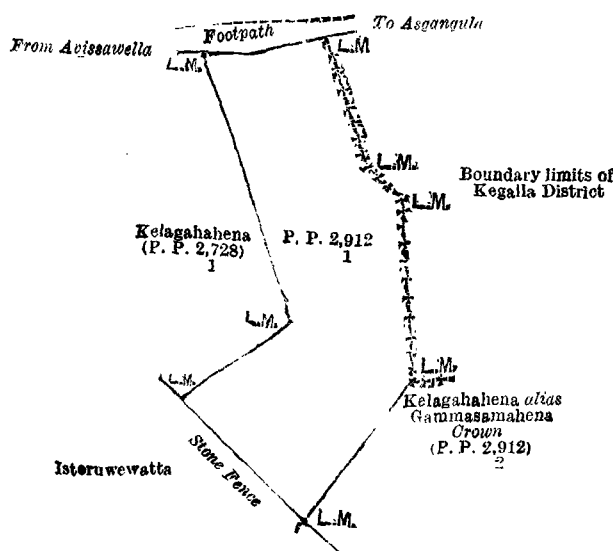 To Asgangula
Footpath
From Avissawella
L.M.
L.M.
L.M.
Boundary limits of
Kegalla District
L.M.
Kelagahahena
(P. P. 2,728)
1
P. P. 2,912
1
L.M.
L.M.
L.M.
Kelagahahena alias
Gammasamahena
Crown
(P. P. 2,912)
2
Istoruwewatta
Stone Fence
L.M.